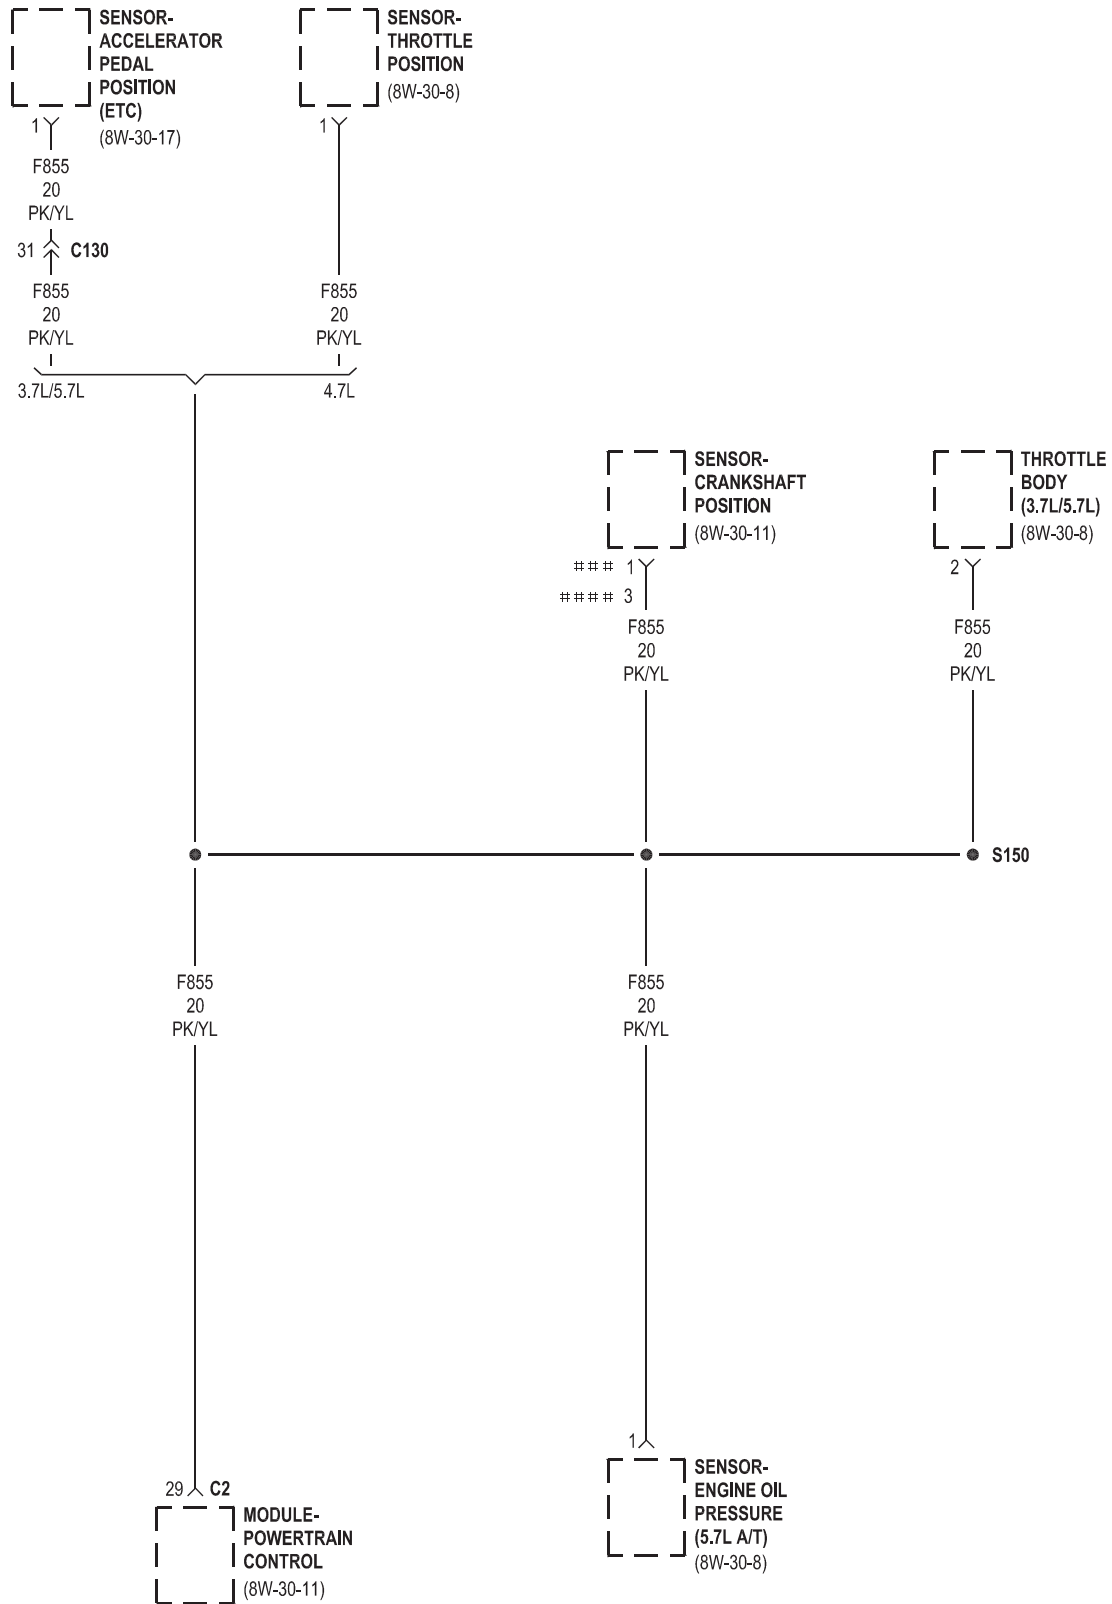 SENSOR-
ACCELERATOR
PEDAL
POSITION
(ETC)
(8W-30-17)
SENSOR-
THROTTLE
POSITION
(8W-30-8)
1
F855
20
PK/YL
31 C130
F855
20
PK/YL
3.7L/5.7L
1
F855
20
PK/YL
4.7L
SENSOR-
CRANKSHAFT
POSITION
(8W-30-11)
### 1
#### 3
F855
20
PK/YL
THROTTLE
BODY
(3.7L/5.7L)
(8W-30-8)
2
F855
20
PK/YL
S150
F855
20
PK/YL
F855
20
PK/YL
29 C2
MODULE-
POWERTRAIN
CONTROL
(8W-30-11)
1
SENSOR-
ENGINE OIL
PRESSURE
(5.7L A/T)
(8W-30-8)